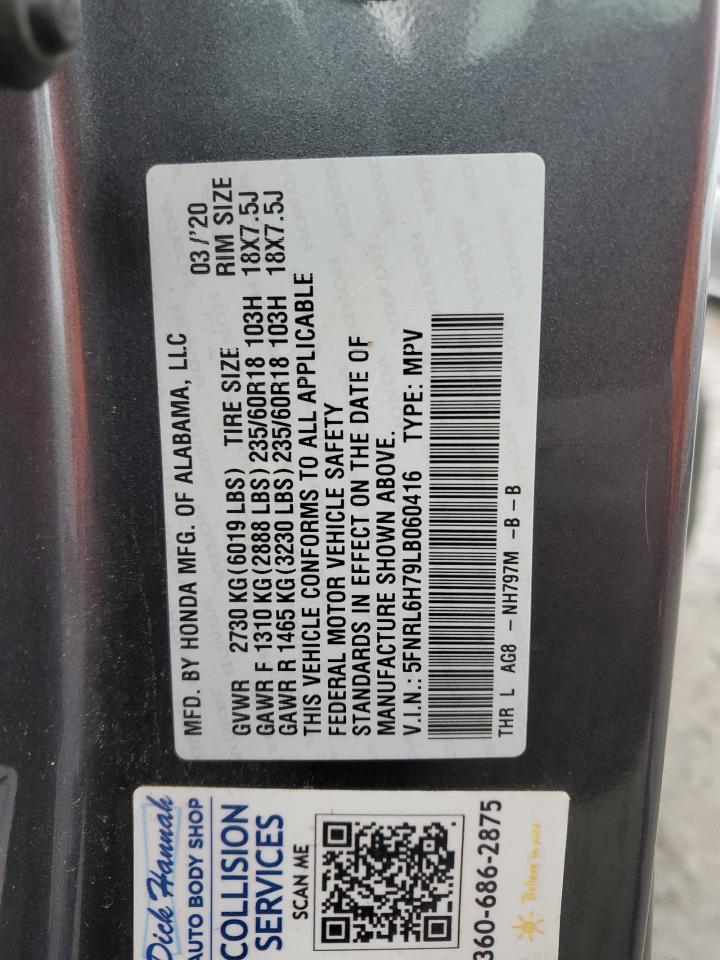 MFD. BY HONDA MFG. OF ALABAMA, LLC 03/'20
GVWR 2730 KG(6019 LBS) TIRE SIZE RIM SIZE
GAWR F 1310 KG(2888 LBS) 235/60R18 103H 18X7.5J
GAWR R 1465 KG(3230 LBS) 235/60R18 103H 18X7.5J
THIS VEHICLE CONFORMS TO ALL APPLICABLE
FEDERAL MOTOR VEHICLE SAFETY
STANDARDS IN EFFECT ON THE DATE OF
MANUFACTURE SHOWN ABOVE.
V.I.N.: 5FNRL6H79LB060416 TYPE: MPV
THR L AG8 - NH797M -B-B
Dick Hannah
AUTO BODY SHOP
COLLISION
SERVICES
SCAN ME
360-686-2875
Believe in nice